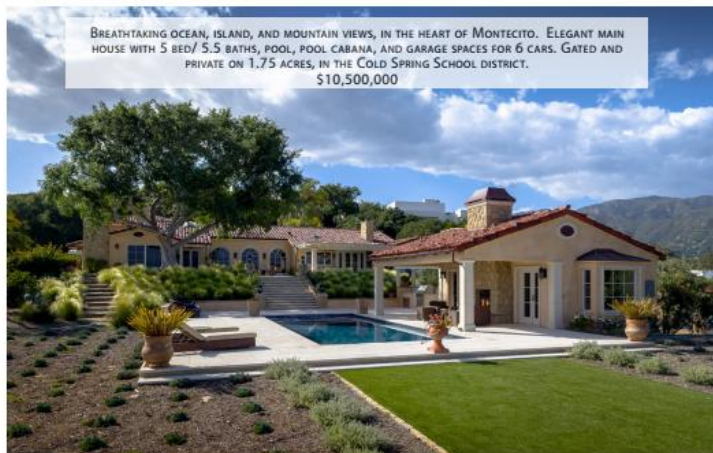 Breathtaking ocean, island, and mountain views, in the heart of Montecito. Elegant main
house with 5 bed/ 5.5 baths, pool, pool cabana, and garage spaces for 6 cars. Gated and
private on 1.75 acres, in the Cold Spring School district.
$10,500,000